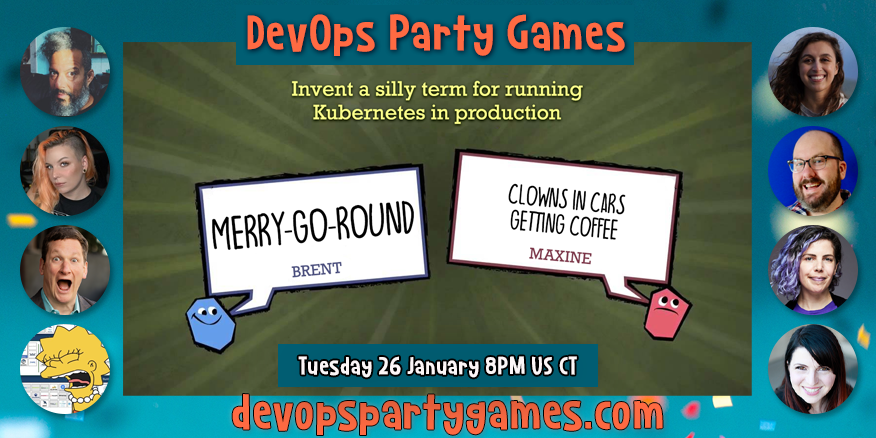 DevOps Party Games
Invent a silly term for running
Kubernetes in production
MERRY-GO-ROUND
BRENT
CLOWNS IN CARS
GETTING COFFEE
MAXINE
Tuesday 26 January 8PM US CT
devopspartygames.com